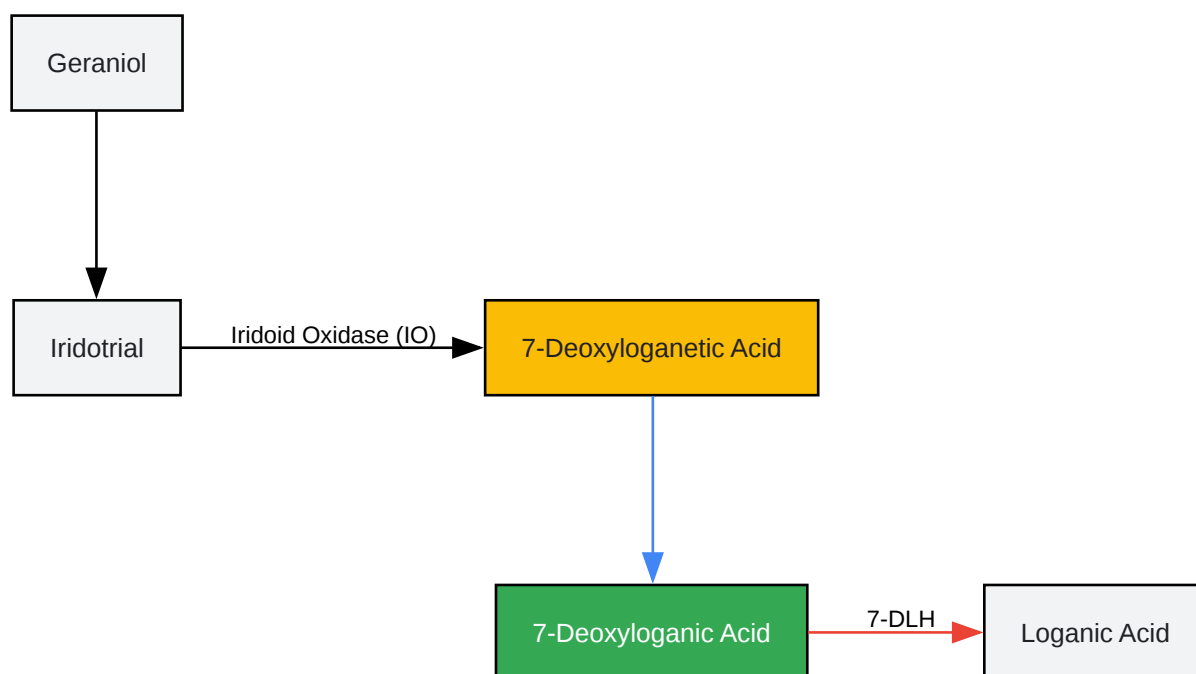 Geraniol
Iridotrial
Iridoid Oxidase (IO)
7-Deoxyloganetic Acid
7-Deoxyloganic Acid
7-DLH
Loganic Acid